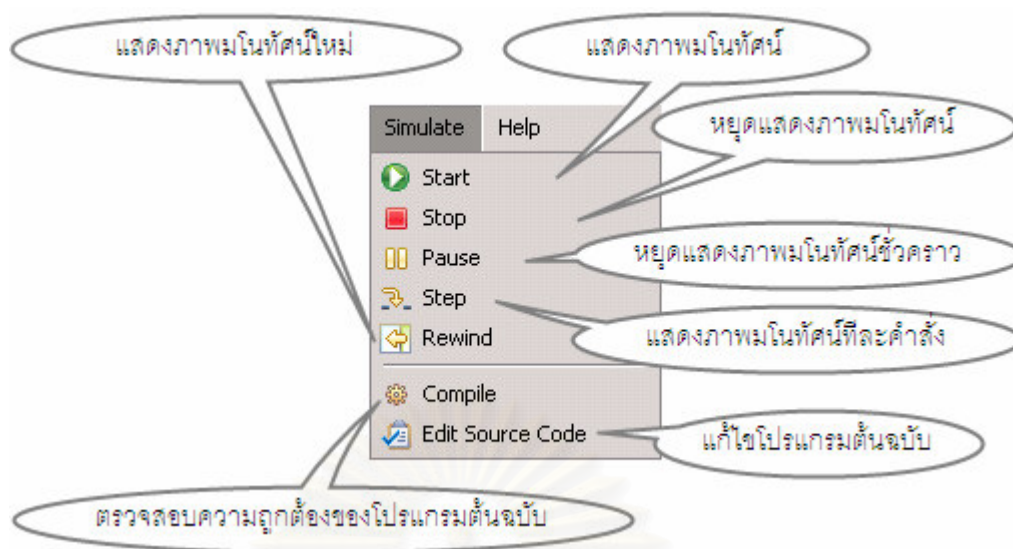 แสดงภาพมโนทัศน์ใหม่
แสดงภาพมโนทัศน์
Simulate Help
หยุดแสดงภาพมโนทัศน์
Start
Stop
หยุดแสดงภาพมโนทัศน์ชั่วคราว
Pause
Step
แสดงภาพมโนทัศน์ทีละคำสั่ง
Rewind
Compile
Edit Source Code
แก้ไขโปรแกรมต้นฉบับ
ตรวจสอบความถูกต้องของโปรแกรมต้นฉบับ